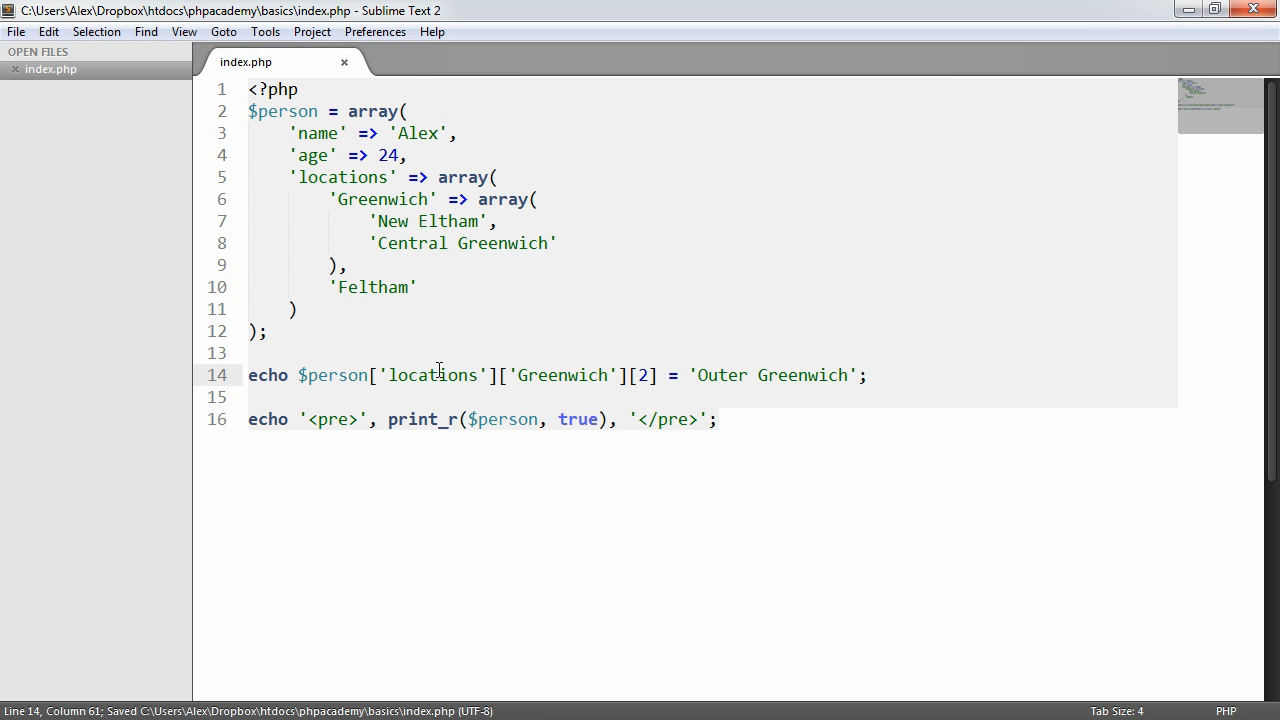 C:\Users\Alex\Dropbox\htdocs\phpacademy\basics\index.php - Sublime Text 2
File Edit Selection Find View Goto Tools Project Preferences Help
OPEN FILES
× index.php
index.php ×
1 <?php
2 $person = array(
3     'name' => 'Alex',
4     'age' => 24,
5     'locations' => array(
6         'Greenwich' => array(
7             'New Eltham',
8             'Central Greenwich'
9         ),
10         'Feltham'
11     )
12 );
13
14 echo $person['locations']['Greenwich'][2] = 'Outer Greenwich';
15
16 echo '<pre>', print_r($person, true), '</pre>';
Line 14, Column 61; Saved C:\Users\Alex\Dropbox\htdocs\phpacademy\basics\index.php (UTF-8) Tab Size: 4 PHP